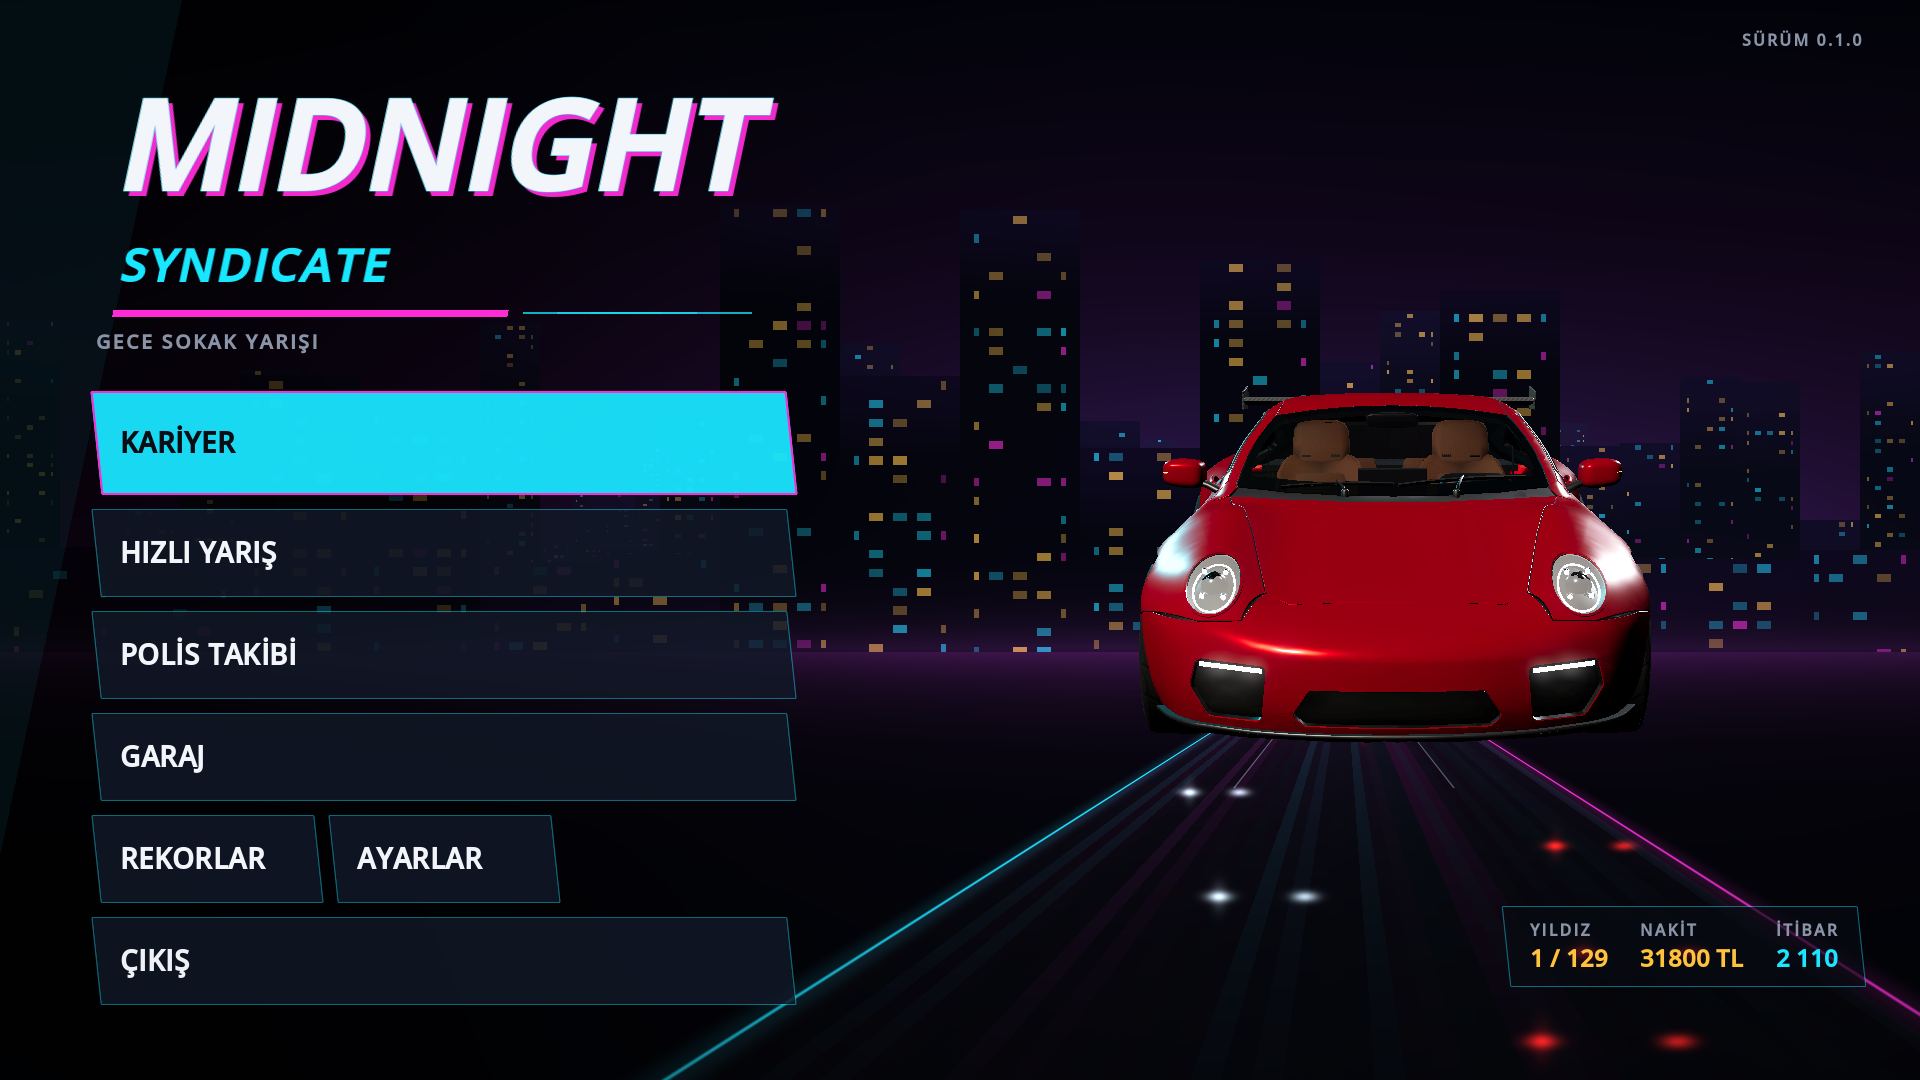 SÜRÜM 0.1.0
MIDNIGHT
SYNDICATE
GECE SOKAK YARIŞI
KARİYER
HIZLI YARIŞ
POLİS TAKİBİ
GARAJ
REKORLAR
AYARLAR
ÇIKIŞ
YILDIZ NAKİT İTİBAR
1 / 129 31800 TL 2 110